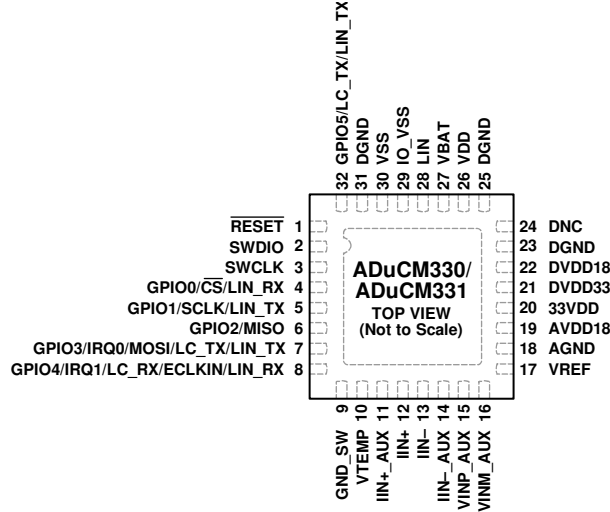 32 GPIO5/LC_TX/LIN_TX
31 DGND
30 VSS
29 IO_VSS
28 LIN
27 VBAT
26 VDD
25 DGND
RESET 1
SWDIO 2
SWCLK 3
GPIO0/CS/LIN_RX 4
GPIO1/SCLK/LIN_TX 5
GPIO2/MISO 6
GPIO3/IRQ0/MOSI/LC_TX/LIN_TX 7
GPIO4/IRQ1/LC_RX/ECLKIN/LIN_RX 8
ADuCM330/
ADuCM331
TOP VIEW
(Not to Scale)
24 DNC
23 DGND
22 DVDD18
21 DVDD33
20 33VDD
19 AVDD18
18 AGND
17 VREF
GND_SW 9
VTEMP 10
IIN+_AUX 11
IIN+ 12
IIN– 13
IIN–_AUX 14
VINP_AUX 15
VINM_AUX 16